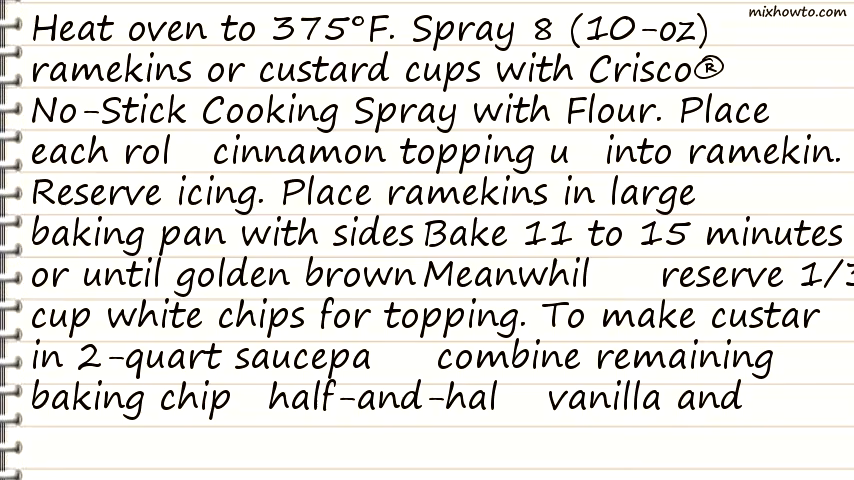 mixhowto.com
Heat oven to 375°F. Spray 8 (10-oz)
ramekins or custard cups with Crisco®
No-Stick Cooking Spray with Flour. Place
each rol cinnamon topping u into ramekin.
Reserve icing. Place ramekins in large
baking pan with sides Bake 11 to 15 minutes
or until golden brown Meanwhil reserve 1/3
cup white chips for topping. To make custar
in 2-quart saucepa combine remaining
baking chip half-and-hal vanilla and